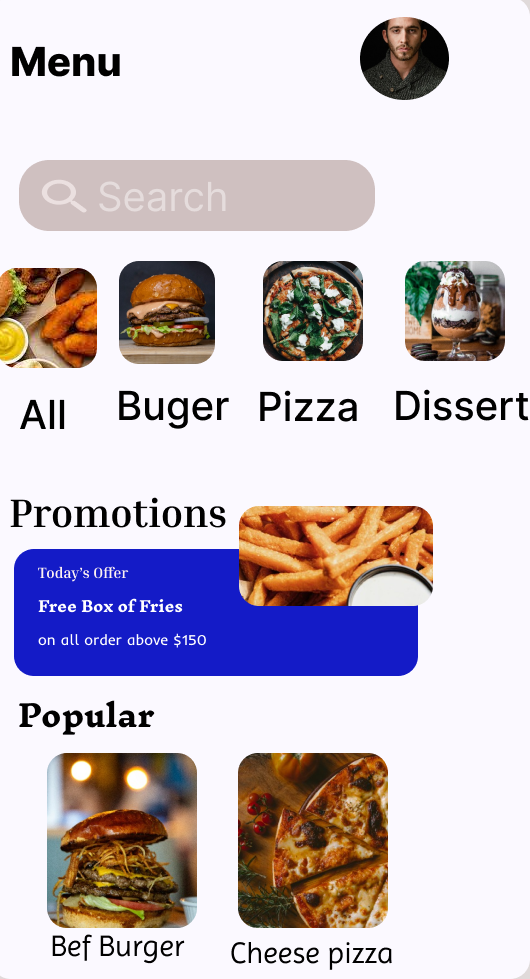 Menu
Search
All
Buger
Pizza
Dissert
Promotions
Today's Offer
Free Box of Fries
on all order above $150
Popular
Bef Burger
Cheese pizza